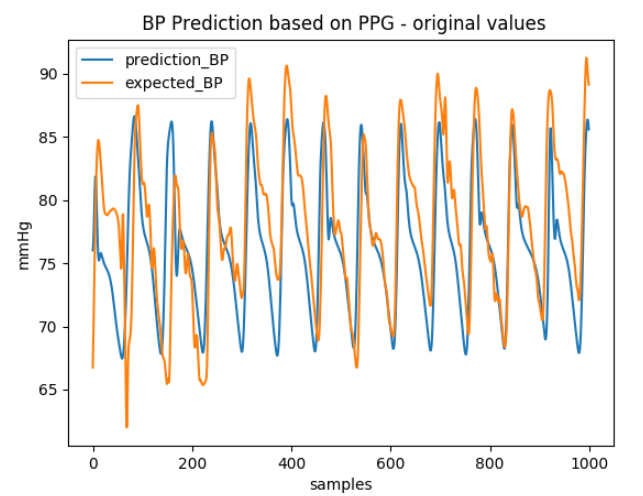 BP Prediction based on PPG - original values
prediction_BP
expected_BP
90
85
80
75
70
65
mmHg
0 200 400 600 800 1000
samples